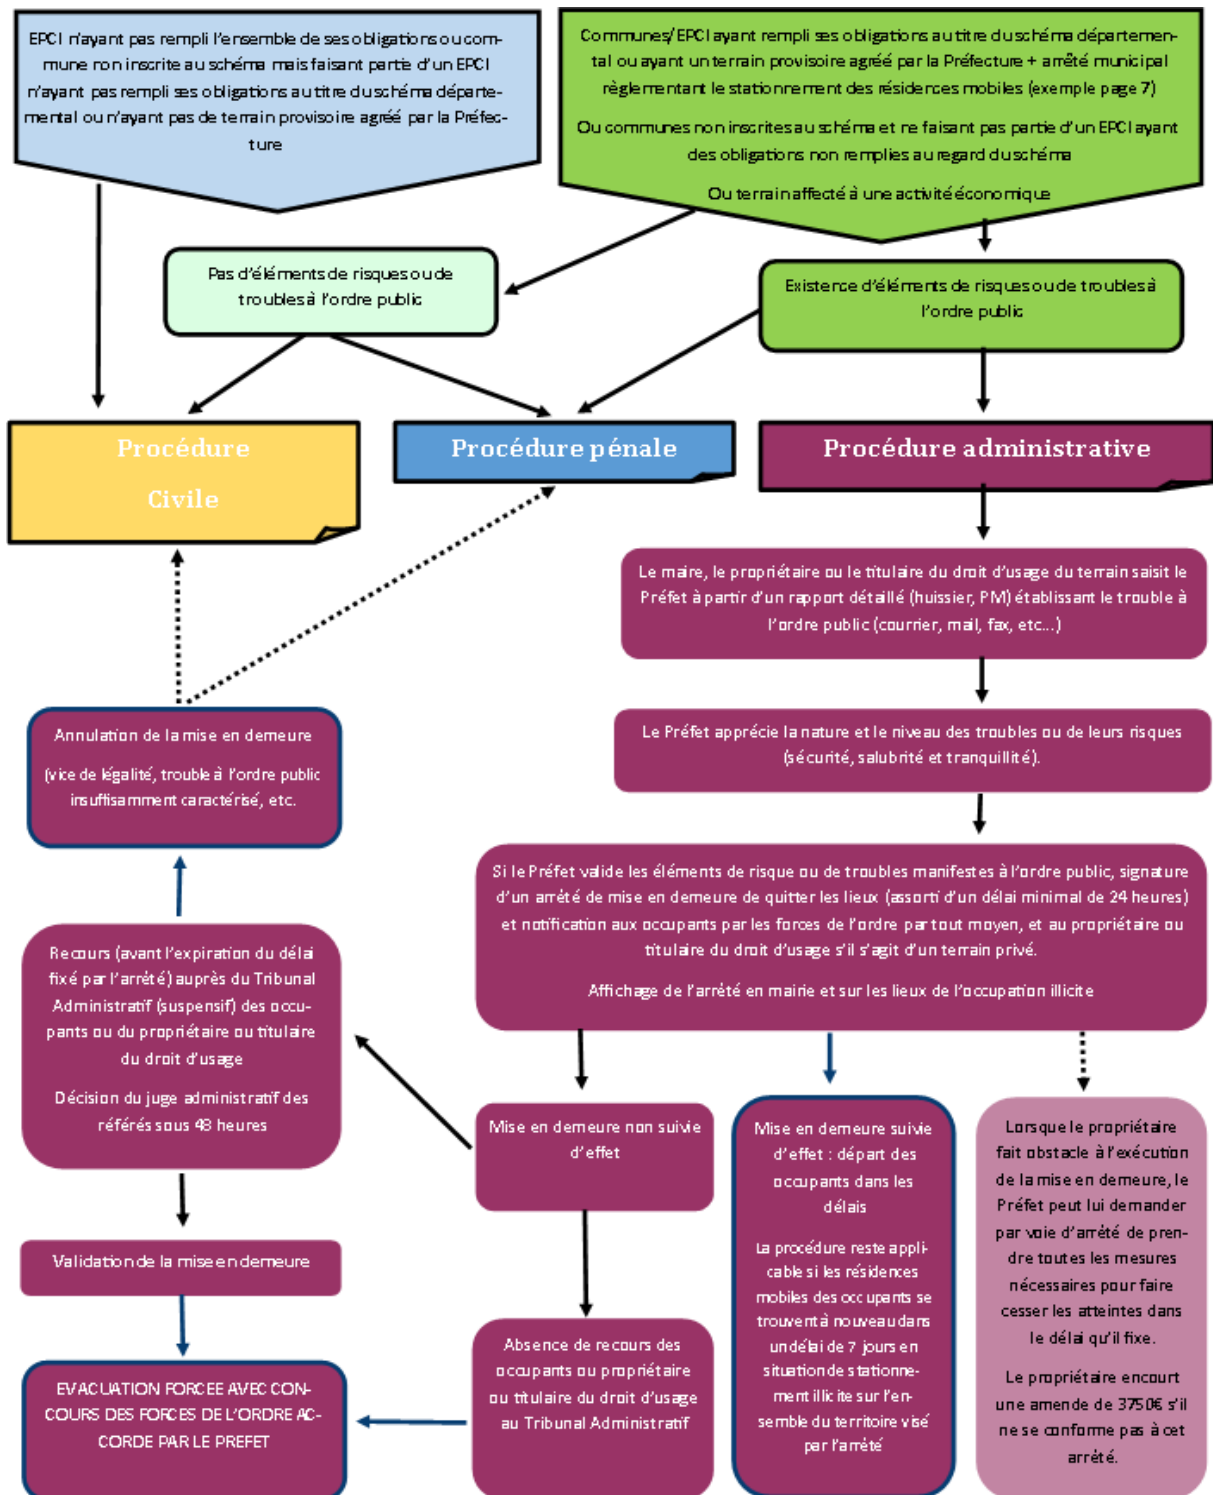 EPCI n'ayant pas rempli l'ensemble de ses obligations ou com-
mune non inscrite au schéma mais faisant partie d'un EPCI
n'ayant pas rempli ses obligations au titre du schéma départe-
mental ou n'ayant pas de terrain provisoire agréé par la Préfec-
ture
Communes/EPCI ayant rempli ses obligations au titre du schéma départemen-
tal ou ayant un terrain provisoire agréé par la Préfecture + arrêté municipal
règlementant le stationnement des résidences mobiles (exemple page 7)
Ou communes non inscrites au schéma et ne faisant pas partie d'un EPCI ayant
des obligations non remplies au regard du schéma
Ou terrain affecté à une activité économique
Pas d'éléments de risques ou de
troubles à l'ordre public
Existence d'éléments de risques ou de troubles à
l'ordre public
Procédure
Civile
Procédure pénale
Procédure administrative
Le maire, le propriétaire ou le titulaire du droit d'usage du terrain saisit le
Préfet à partir d'un rapport détaillé (huissier, PM) établissant le trouble à
l'ordre public (courrier, mail, fax, etc...)
Le Préfet apprécie la nature et le niveau des troubles ou de leurs risques
(sécurité, salubrité et tranquillité).
Annulation de la mise en demeure
(vice de légalité, trouble à l'ordre public
insuffisamment caractérisé, etc.
Si le Préfet valide les éléments de risque ou de troubles manifestes à l'ordre public, signature
d'un arrêté de mise en demeure de quitter les lieux (assorti d'un délai minimal de 24 heures)
et notification aux occupants par les forces de l'ordre par tout moyen, et au propriétaire ou
titulaire du droit d'usage s'il s'agit d'un terrain privé.
Affichage de l'arrêté en mairie et sur les lieux de l'occupation illicite
Recours (avant l'expiration du délai
fixé par l'arrêté) auprès du Tribunal
Administratif (suspensif) des occu-
pants ou du propriétaire ou titulaire
du droit d'usage
Décision du juge administratif des
référés sous 48 heures
Mise en demeure non suivie
d'effet
Mise en demeure suivie
d'effet : départ des
occupants dans les
délais
La procédure reste appli-
cable si les résidences
mobiles des occupants se
trouvent à nouveau dans
un délai de 7 jours en
situation de stationne-
ment illicite sur l'en-
semble du territoire visé
par l'arrêté
Lorsque le propriétaire
fait obstacle à l'exécution
de la mise en demeure, le
Préfet peut lui demander
par voie d'arrêté de pren-
dre toutes les mesures
nécessaires pour faire
cesser les atteintes dans
le délai qu'il fixe.
Le propriétaire encourt
une amende de 3750€ s'il
ne se conforme pas à cet
arrêté.
Validation de la mise en demeure
Absence de recours des
occupants ou propriétaire
ou titulaire du droit d'usage
au Tribunal Administratif
EVACUATION FORCEE AVEC CON-
COURS DES FORCES DE L'ORDRE AC-
CORDE PAR LE PREFET